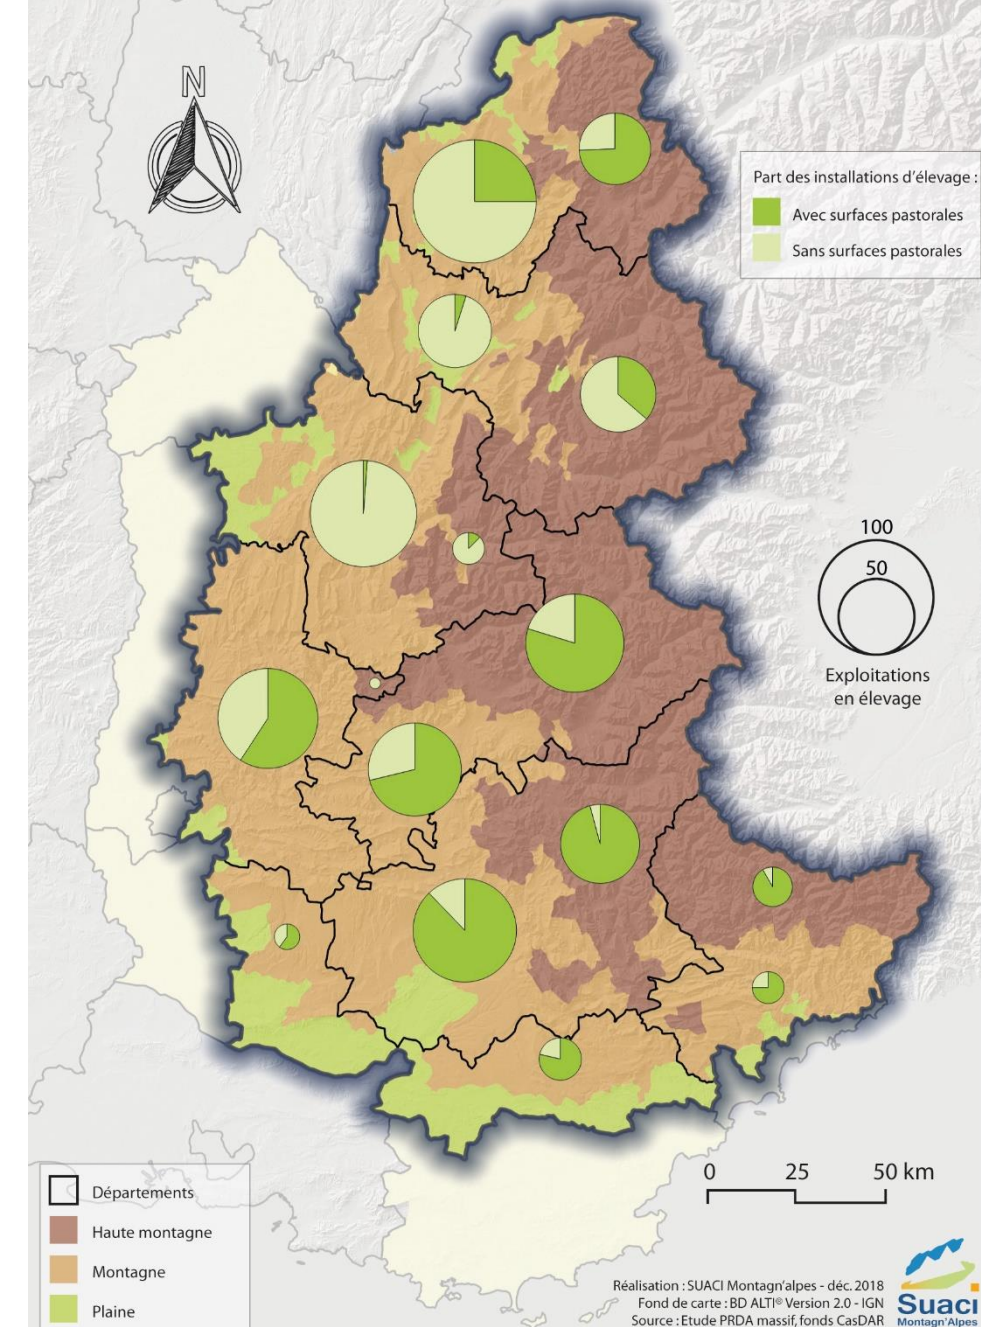 N
Part des installations d'élevage :
Avec surfaces pastorales
Sans surfaces pastorales
100
50
Exploitations
en élevage
0 25 50 km
Départements
Haute montagne
Montagne
Plaine
Réalisation : SUACI Montagn'alpes - déc. 2018
Fond de carte : BD ALTI® Version 2.0 - IGN
Source : Etude PRDA massif, fonds CasDAR
Suaci
Montagn'Alpes